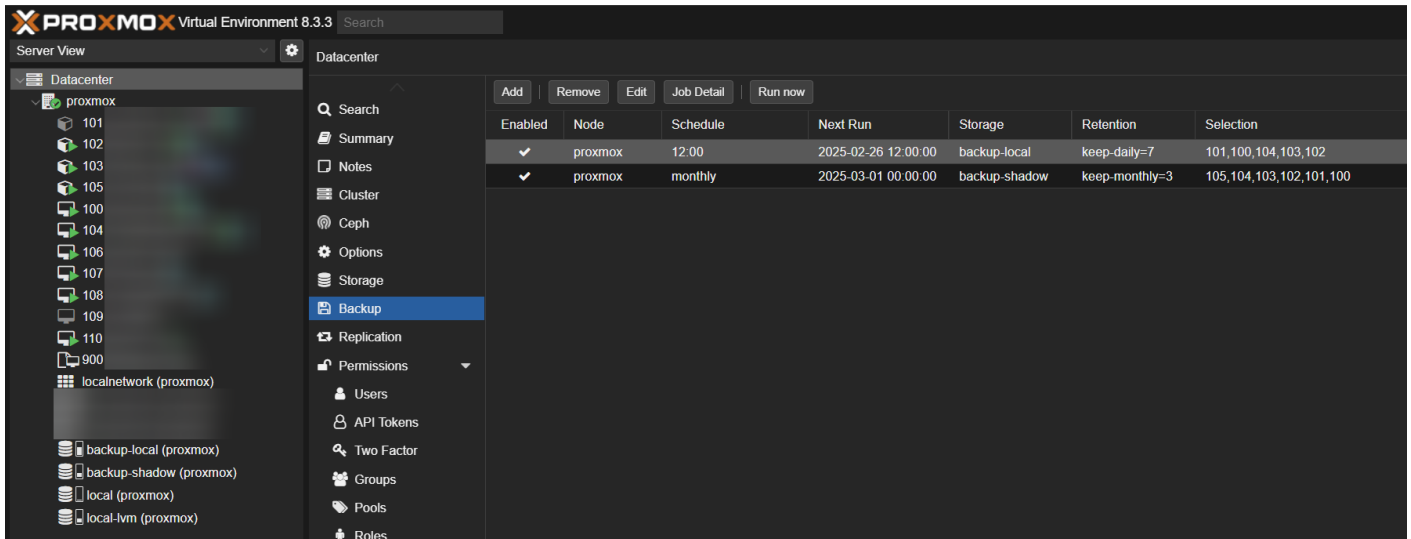 PROXMOX Virtual Environment 8.3.3 Search
Server View
Datacenter
proxmox
101
102
103
105
100
104
106
107
108
109
110
900
localnetwork (proxmox)
backup-local (proxmox)
backup-shadow (proxmox)
local (proxmox)
local-lvm (proxmox)
Datacenter
Search
Summary
Notes
Cluster
Ceph
Options
Storage
Backup
Replication
Permissions
Users
API Tokens
Two Factor
Groups
Pools
Roles
Add Remove Edit Job Detail Run now
Enabled Node Schedule Next Run Storage Retention Selection
proxmox 12:00 2025-02-26 12:00:00 backup-local keep-daily=7 101,100,104,103,102
proxmox monthly 2025-03-01 00:00:00 backup-shadow keep-monthly=3 105,104,103,102,101,100